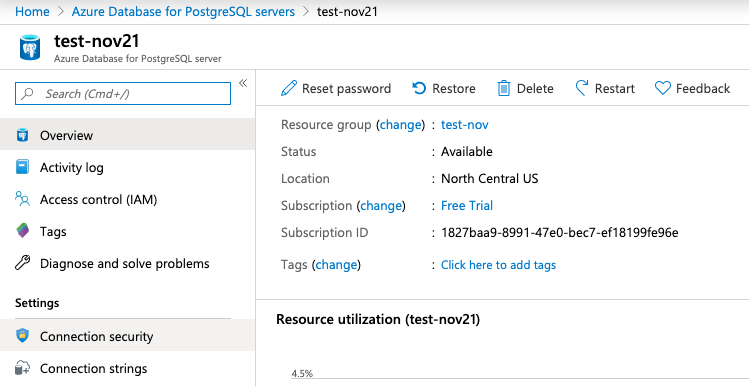 Home > Azure Database for PostgreSQL servers > test-nov21
test-nov21
Azure Database for PostgreSQL server
Search (Cmd+/)
«
Overview
Activity log
Access control (IAM)
Tags
Diagnose and solve problems
Settings
Connection security
Connection strings
Reset password Restore Delete Restart Feedback
Resource group (change) : test-nov
Status : Available
Location : North Central US
Subscription (change) : Free Trial
Subscription ID : 1827baa9-8991-47e0-bec7-ef18199fe96e
Tags (change) : Click here to add tags
Resource utilization (test-nov21)
4.5%